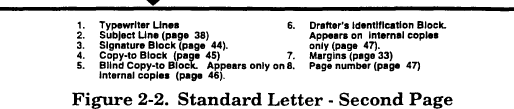 1. Typewriter Lines
2. Subject Line (page 38)
3. Signature Block (page 44).
4. Copy-to Block (page 45)
5. Blind Copy-to Block. Appears only on
Internal copies (page 46).
6. Drafter's Identification Block.
Appears on internal copies
only (page 47).
7. Margins (page 33)
8. Page number (page 47)
Figure 2-2. Standard Letter - Second Page